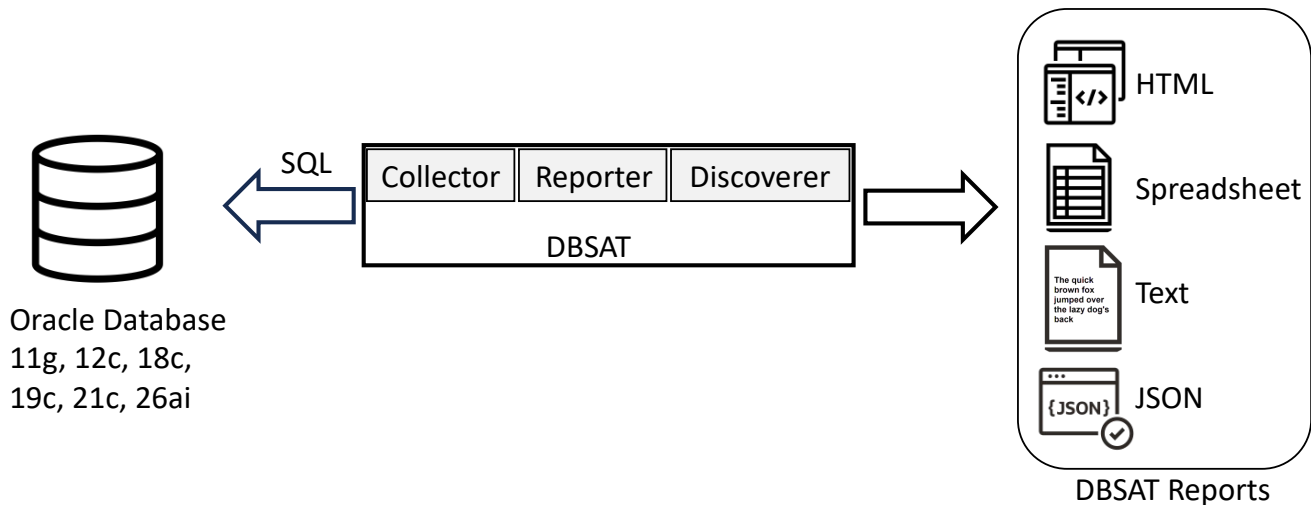 SQL
Collector
Reporter
Discoverer
DBSAT
Oracle Database
11g, 12c, 18c,
19c, 21c, 26ai
</>
HTML
Spreadsheet
The quick
brown fox
jumped over
the lazy dog's
back
Text
{JSON}
JSON
DBSAT Reports